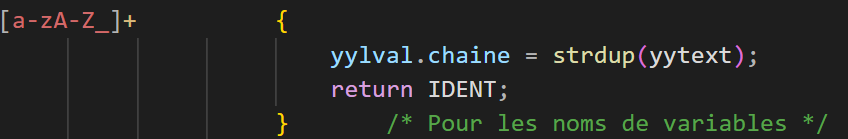 [a-zA-Z_]+ {
yylval.chaine = strdup(yytext);
return IDENT;
} /* Pour les noms de variables */